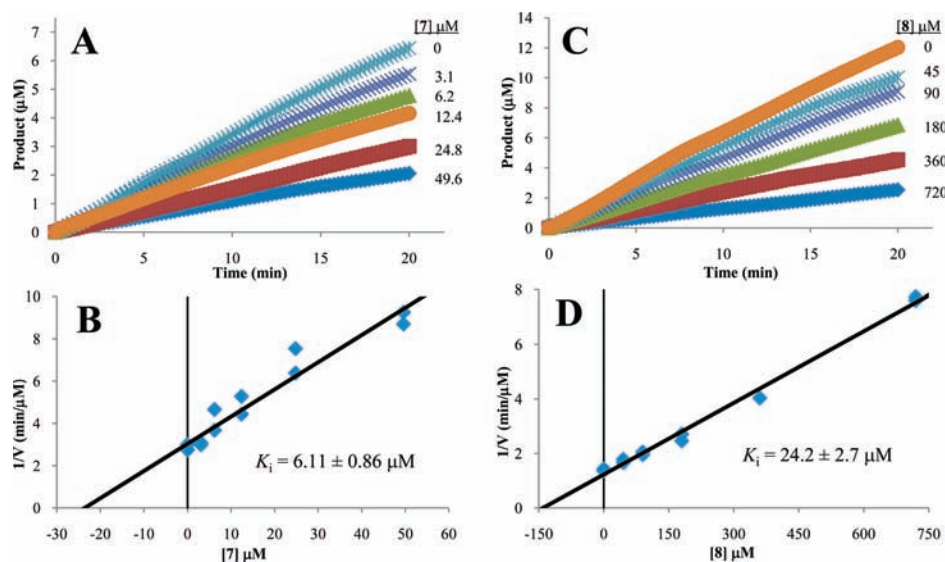 A
[7] μM
7
6
5
4
3
2
1
0
0
3.1
6.2
12.4
24.8
49.6
Product (μM)
0 5 10 15 20
Time (min)
C
[8] μM
14
12
10
8
6
4
2
0
0
45
90
180
360
720
Product (μM)
0 5 10 15 20
Time (min)
B
10
8
6
4
2
0
1/V (min/μM)
Ki = 6.11 ± 0.86 μM
-30 -20 -10 0 10 20 30 40 50 60
[7] μM
D
8
6
4
2
0
1/V (min/μM)
Ki = 24.2 ± 2.7 μM
-150 0 150 300 450 600 750
[8] μM